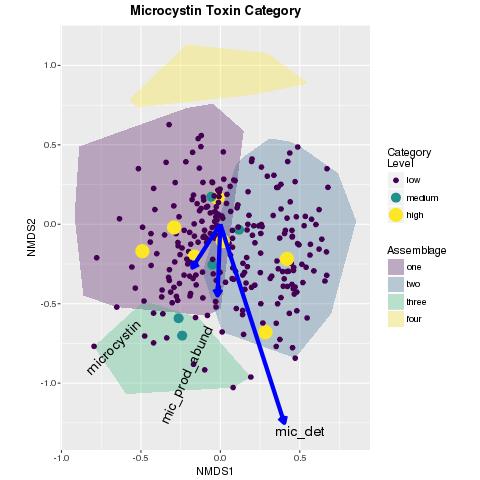 Microcystin Toxin Category
1.0
0.5
0.0
-0.5
-1.0
NMDS2
microcystin
mic_prod_abund
mic_det
-1.0 -0.5 0.0 0.5
NMDS1
Category
Level
low
medium
high
Assemblage
one
two
three
four